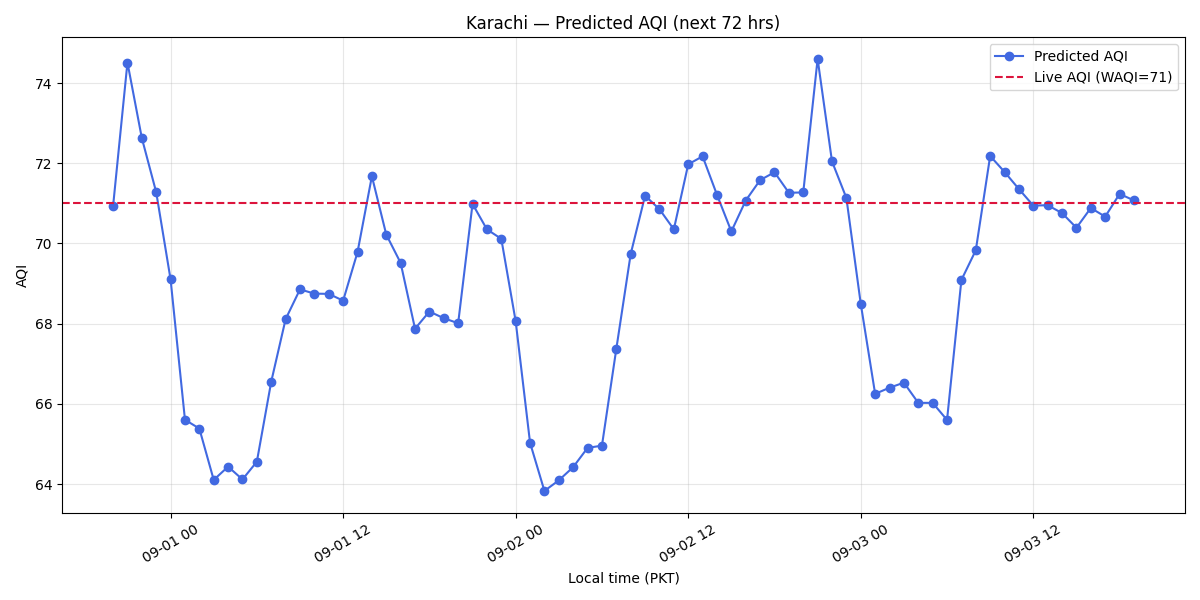 Karachi — Predicted AQI (next 72 hrs)
Predicted AQI
Live AQI (WAQI=71)
AQI
74
72
70
68
66
64
09-01 00
09-01 12
09-02 00
09-02 12
09-03 00
09-03 12
Local time (PKT)